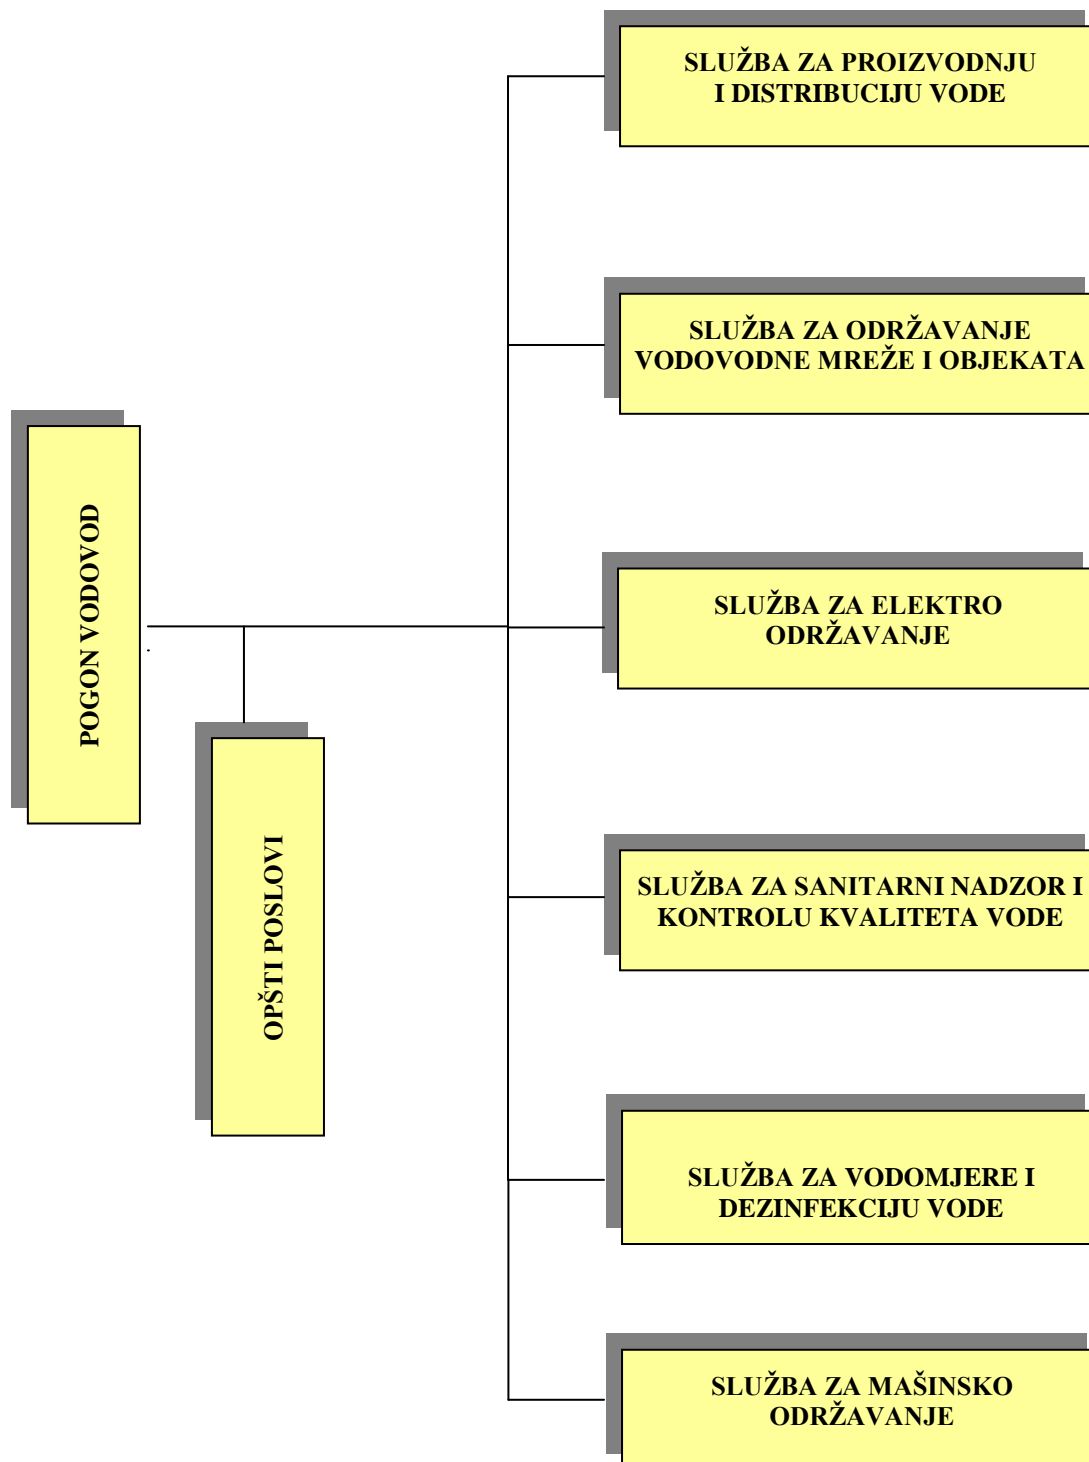 POGON VODOVOD
OPŠTI POSLOVI
SLUŽBA ZA PROIZVODNJU
I DISTRIBUCIJU VODE
SLUŽBA ZA ODRŽAVANJE
VODOVODNE MREŽE I OBJEKATA
SLUŽBA ZA ELEKTRO
ODRŽAVANJE
SLUŽBA ZA SANITARNI NADZOR I
KONTROLU KVALITETA VODE
SLUŽBA ZA VODOMJERE I
DEZINFEKCIJU VODE
SLUŽBA ZA MAŠINSKO
ODRŽAVANJE